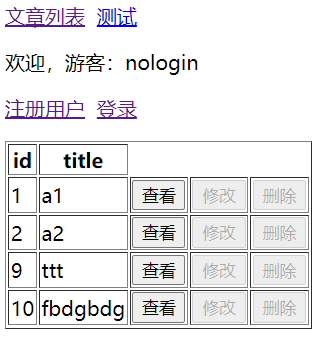 文章列表 测试
欢迎，游客：nologin
注册用户 登录
id title
1 a1 查看 修改 删除
2 a2 查看 修改 删除
9 ttt 查看 修改 删除
10 fbdgbdg 查看 修改 删除